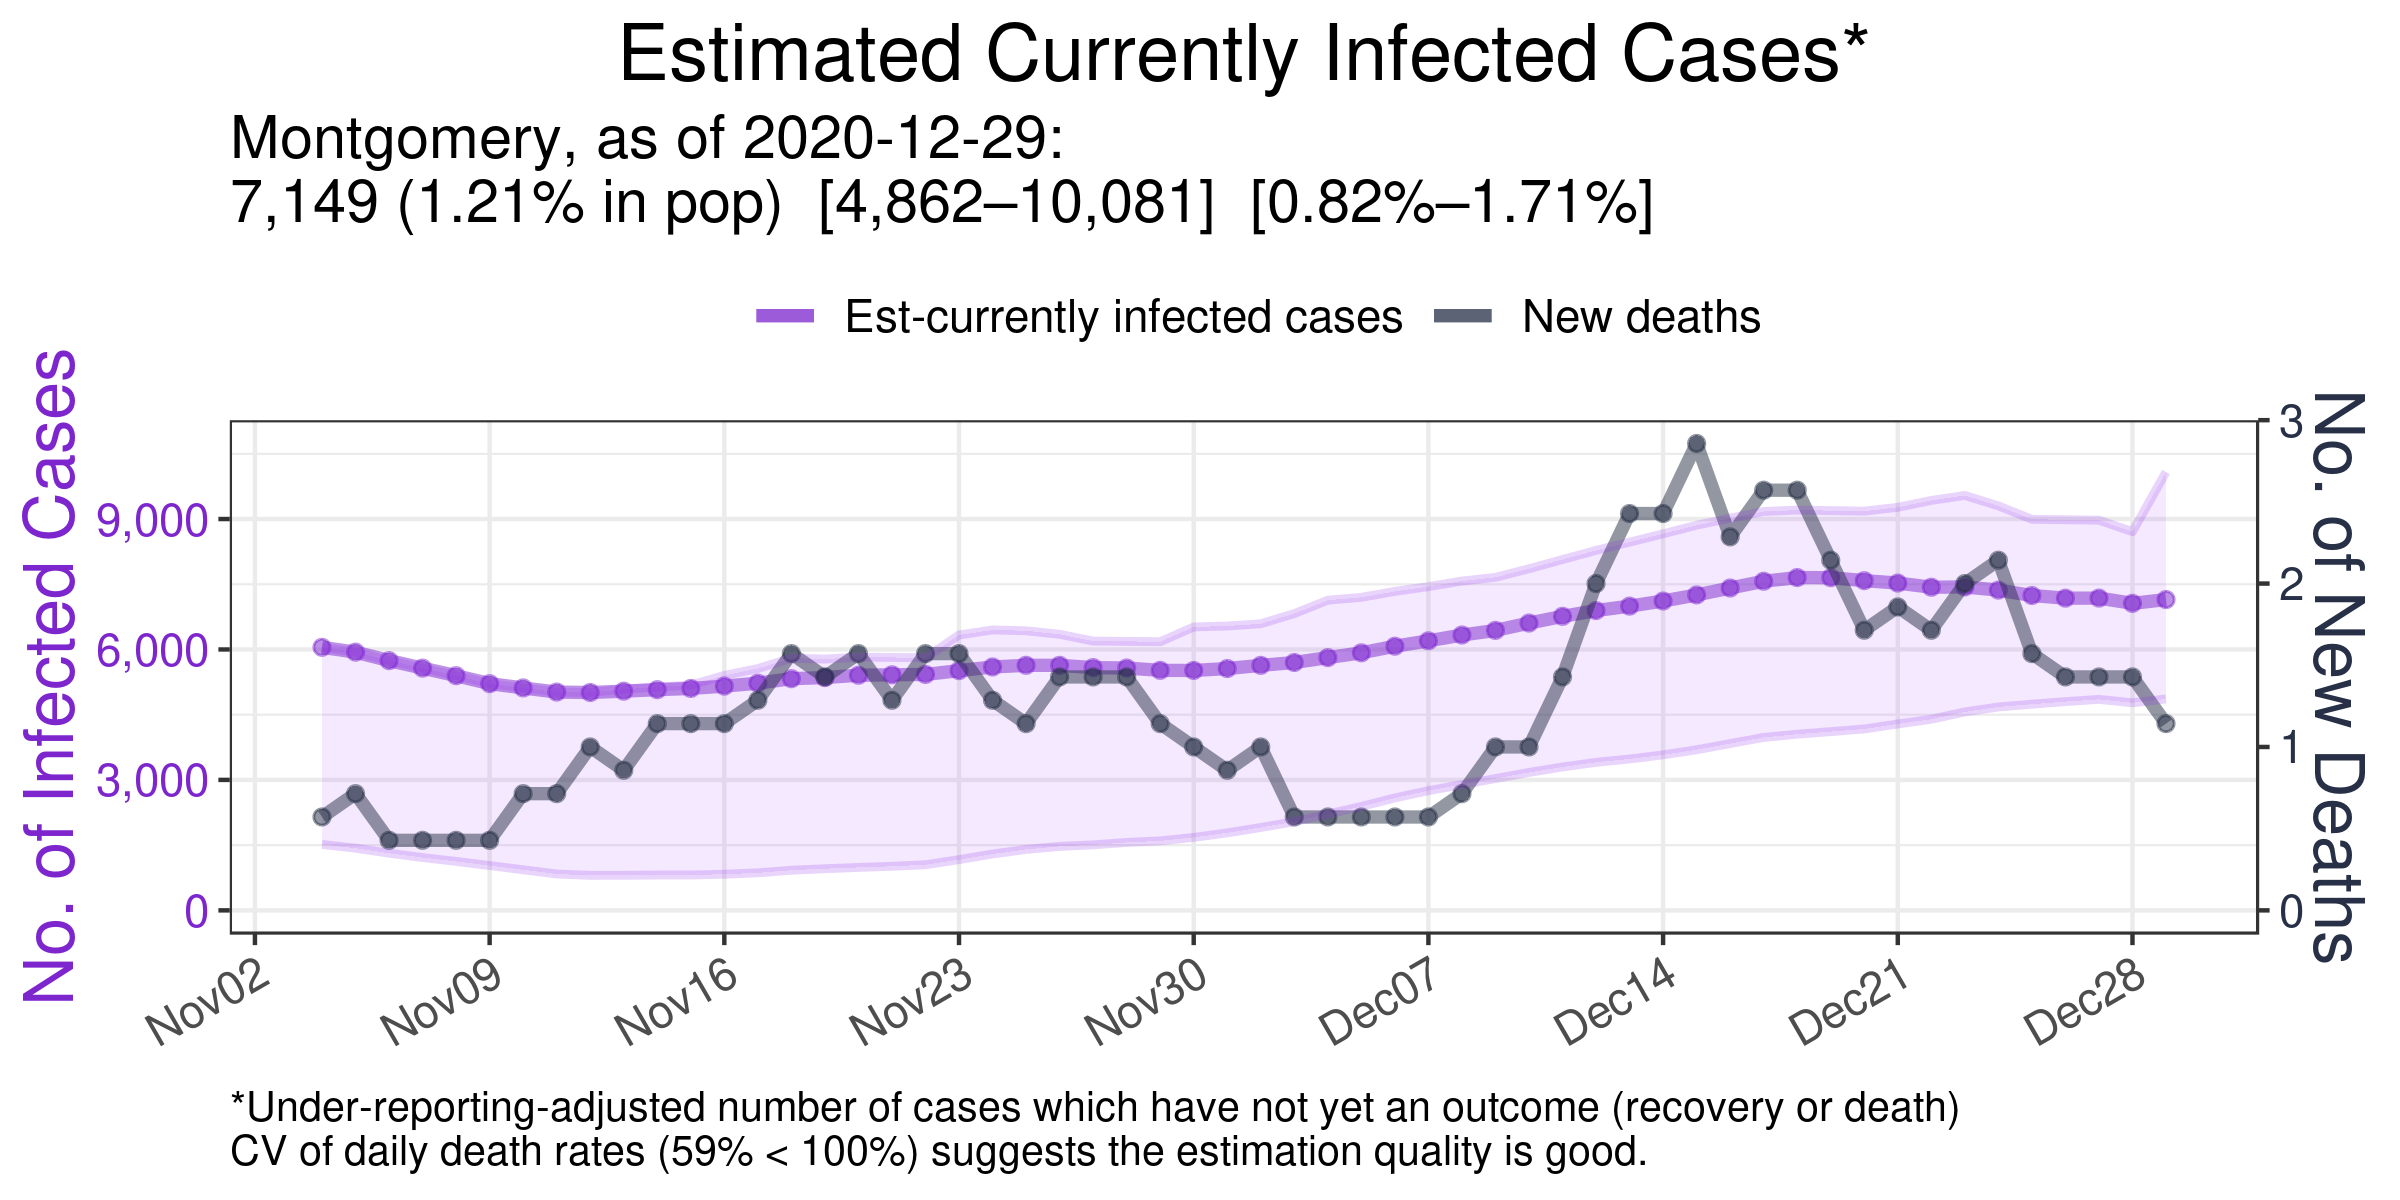 Estimated Currently Infected Cases*
Montgomery, as of 2020-12-29:
7,149 (1.21% in pop)  [4,862–10,081]  [0.82%–1.71%]
Est-currently infected cases
New deaths
No. of Infected Cases
9,000
6,000
3,000
0
3
2
1
0
No. of New Deaths
Nov02
Nov09
Nov16
Nov23
Nov30
Dec07
Dec14
Dec21
Dec28
*Under-reporting-adjusted number of cases which have not yet an outcome (recovery or death)
CV of daily death rates (59% < 100%) suggests the estimation quality is good.